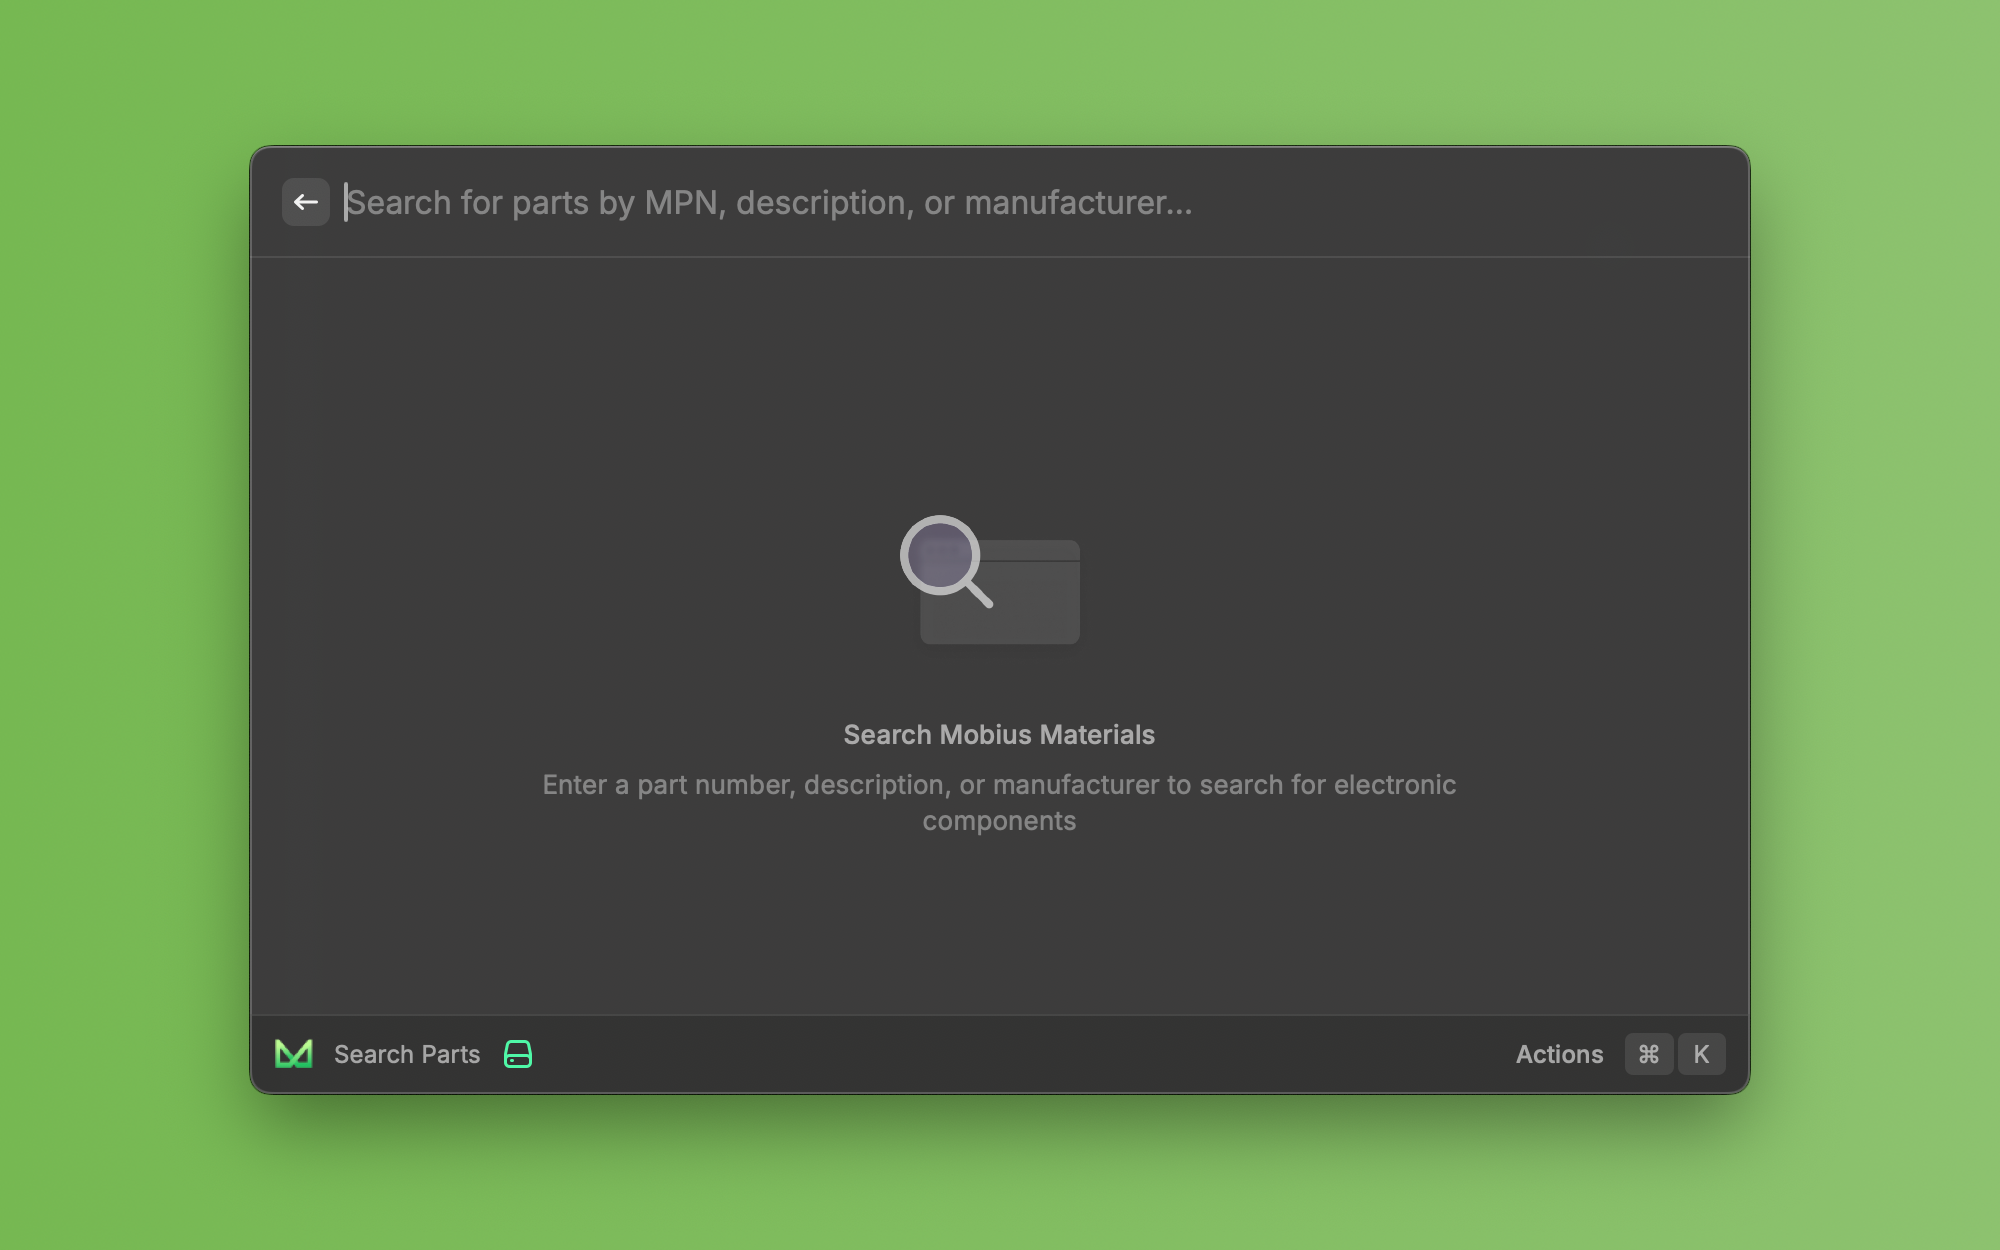 Search for parts by MPN, description, or manufacturer...
Search Mobius Materials
Enter a part number, description, or manufacturer to search for electronic
components
Search Parts
Actions ⌘ K